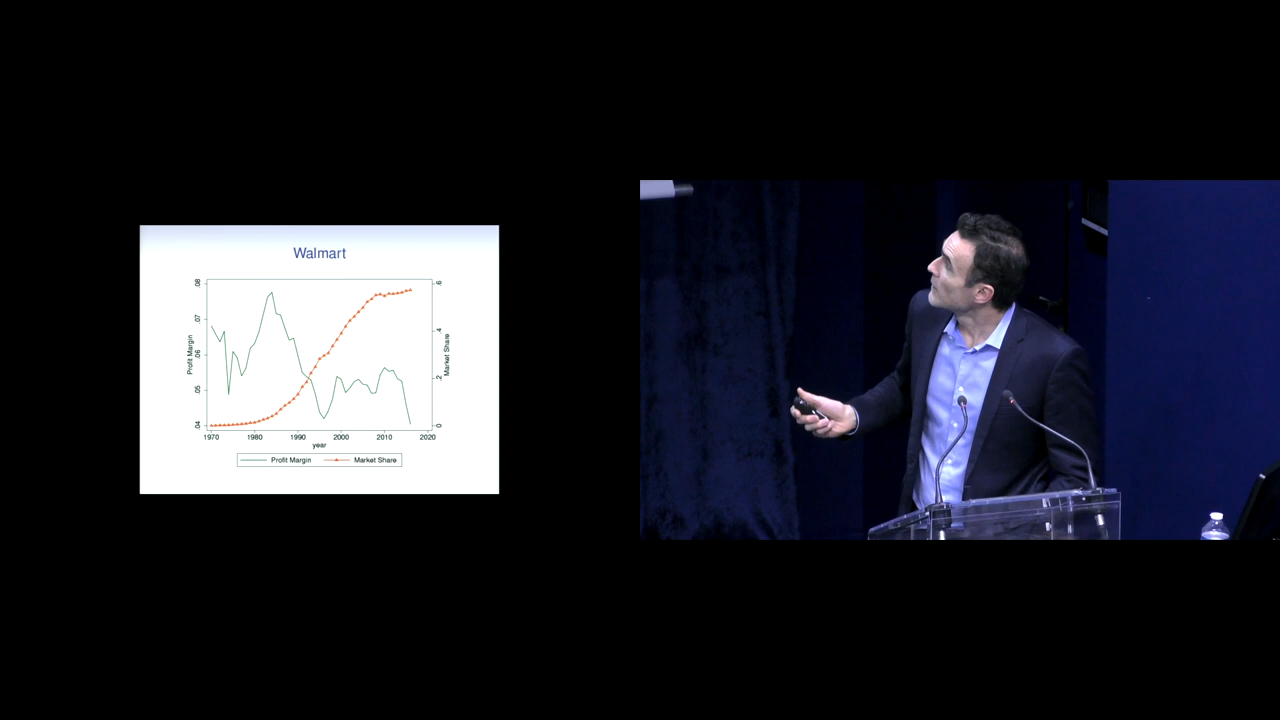 Walmart
.08
.07
.06
.05
.04
Profit Margin
.6
.4
.2
0
Market Share
1970 1980 1990 2000 2010 2020
year
Profit Margin Market Share